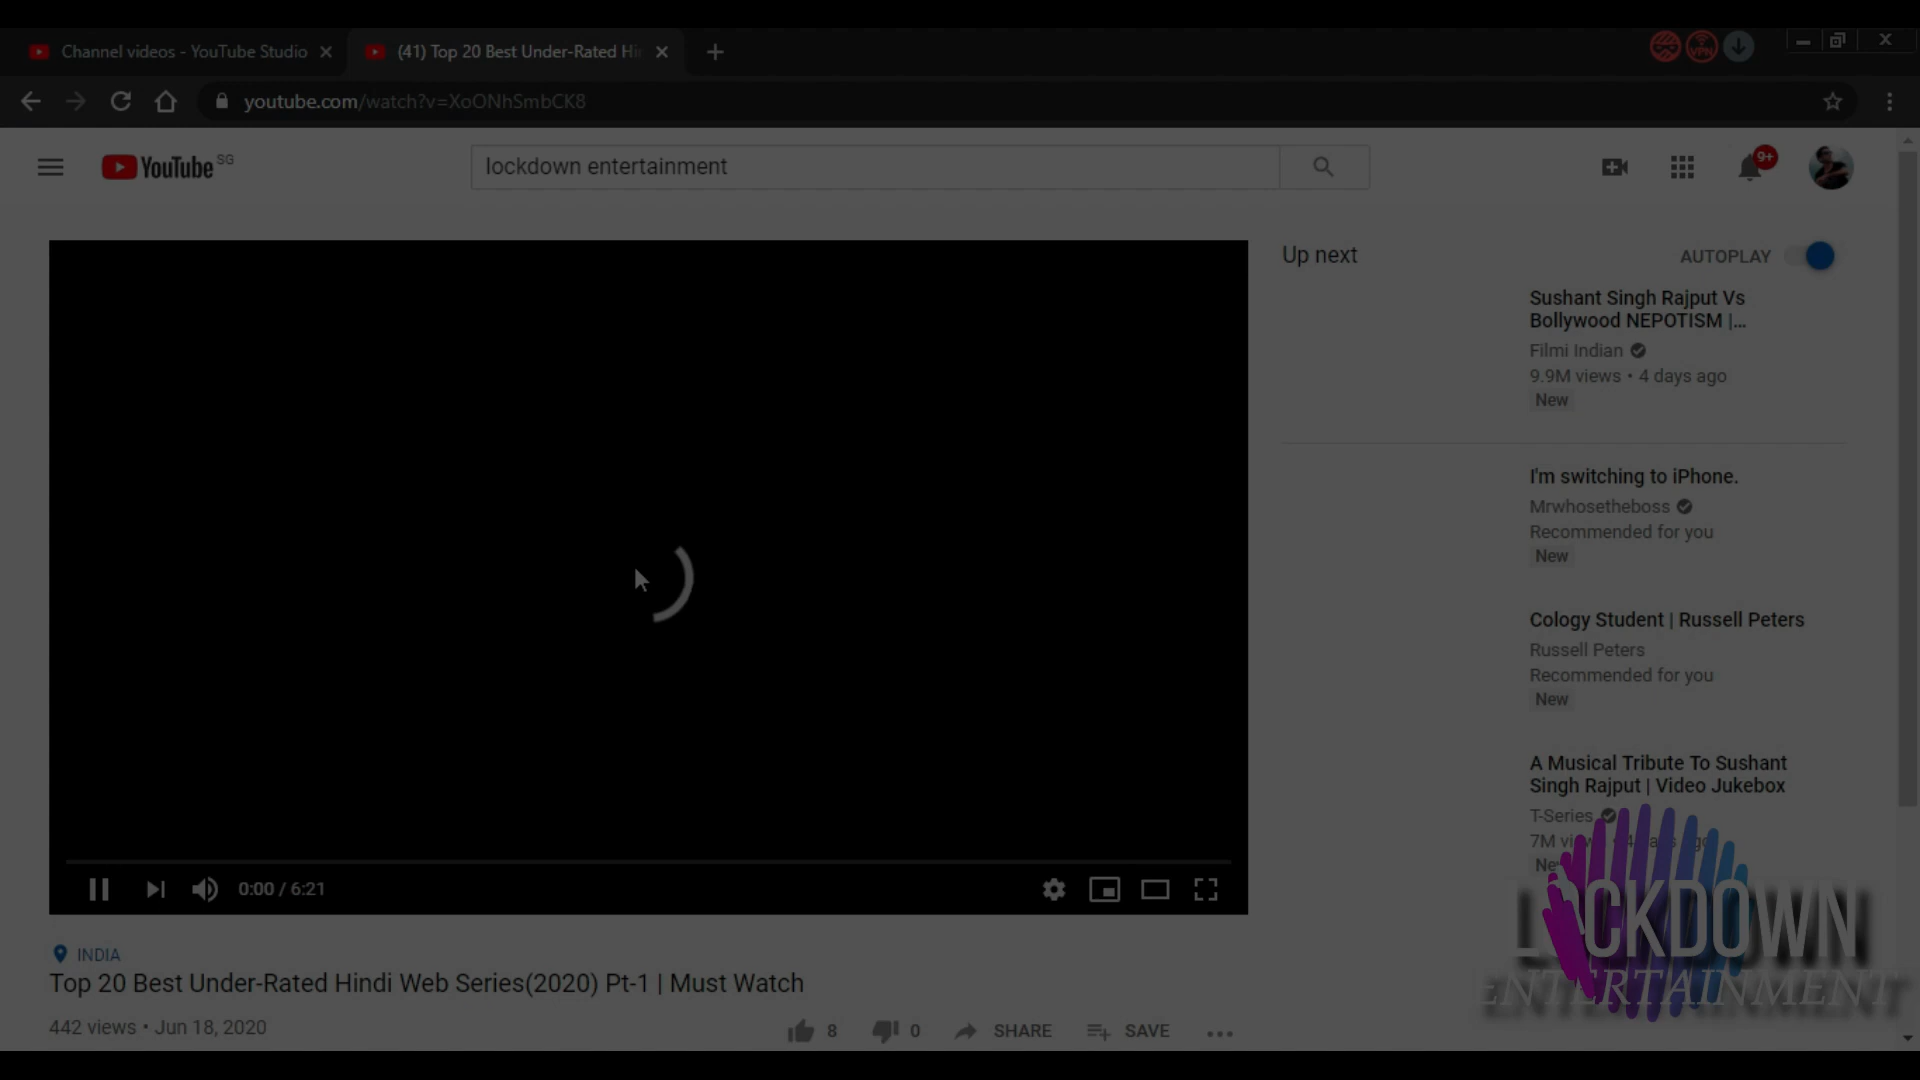 Channel videos - YouTube Studio
(41) Top 20 Best Under-Rated Hi
VPN
youtube.com/watch?v=XoONhSmbCK8
YouTube SG
lockdown entertainment
9+
Up next
AUTOPLAY
Sushant Singh Rajput Vs
Bollywood NEPOTISM |...
Filmi Indian
9.9M views • 4 days ago
New
I'm switching to iPhone.
Mrwhosetheboss
Recommended for you
New
Cology Student | Russell Peters
Russell Peters
Recommended for you
New
A Musical Tribute To Sushant
Singh Rajput | Video Jukebox
T-Series
7M
LOCKDOWN
ENTERTAINMENT
0:00 / 6:21
INDIA
Top 20 Best Under-Rated Hindi Web Series(2020) Pt-1 | Must Watch
442 views • Jun 18, 2020
8
0
SHARE
SAVE